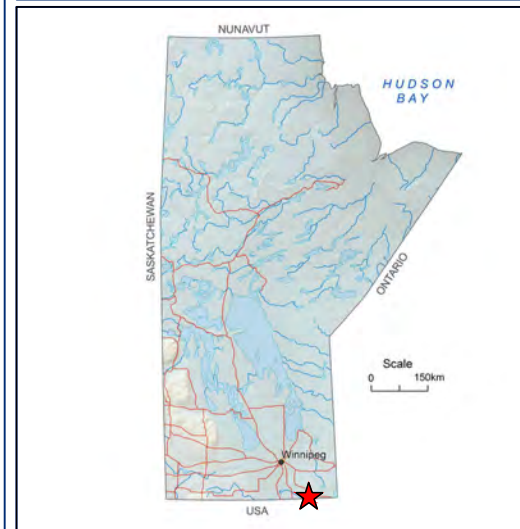 NUNAVUT
HUDSON
BAY
SASKATCHEWAN
ONTARIO
Scale
0 150km
Winnipeg
USA